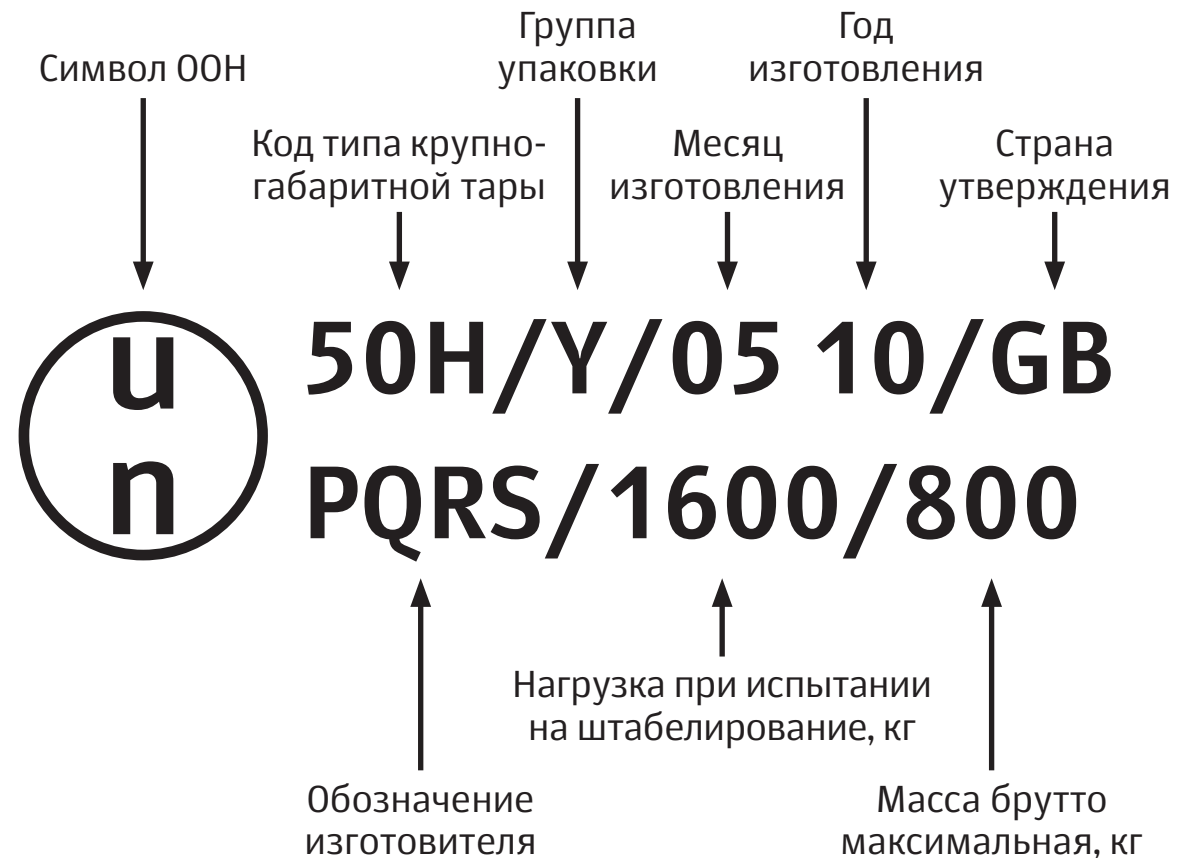 Группа
упаковки
Год
изготовления
Символ ООН
Код типа крупно-
габаритной тары
Месяц
изготовления
Страна
утверждения
u
n
50H/Y/05 10/GB
PQRS/1600/800
Нагрузка при испытании
на штабелирование, кг
Обозначение
изготовителя
Масса брутто
максимальная, кг